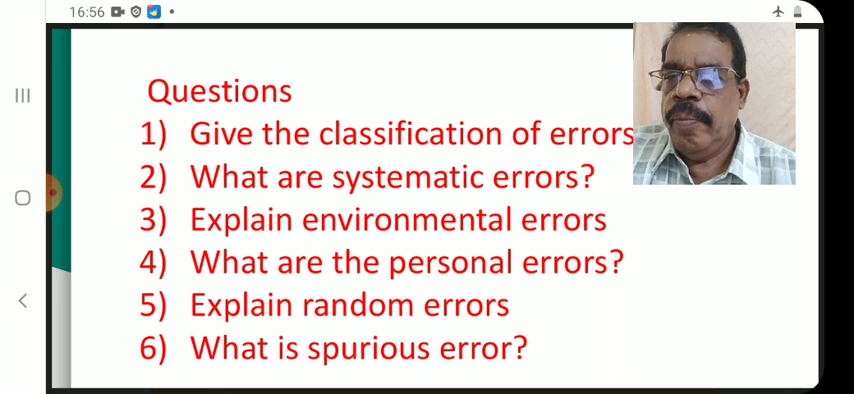 16:56
Questions
1) Give the classification of errors
2) What are systematic errors?
3) Explain environmental errors
4) What are the personal errors?
5) Explain random errors
6) What is spurious error?